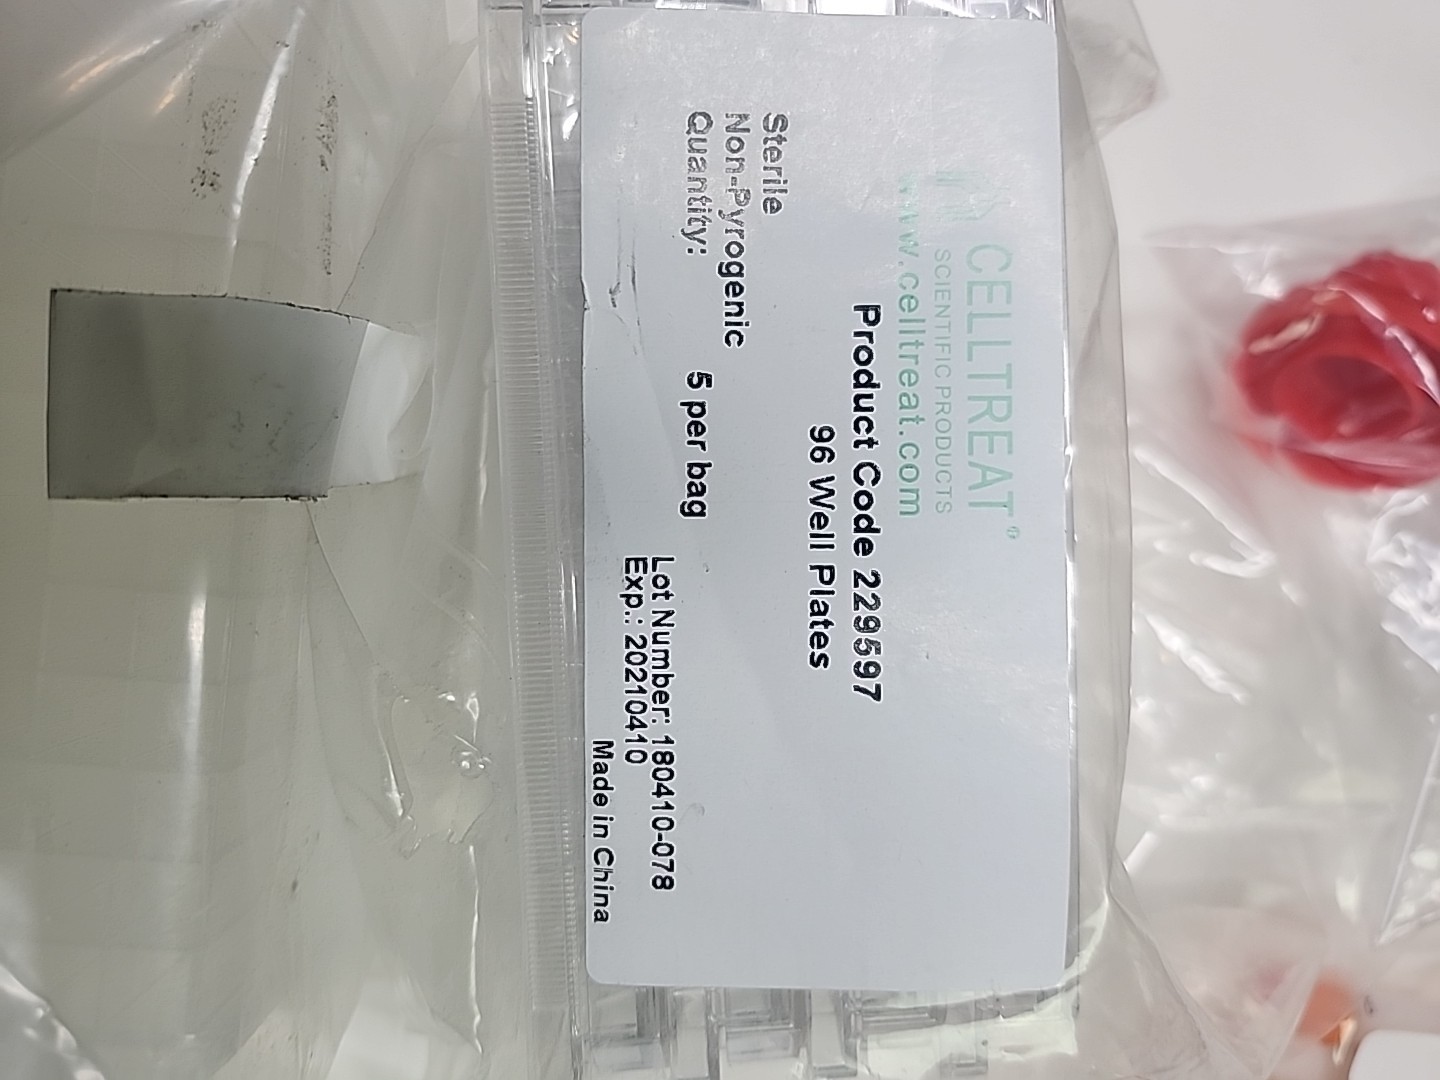 CELLTREAT®
SCIENTIFIC PRODUCTS
www.celltreat.com
Product Code 229597
96 Well Plates
Sterile
Non-Pyrogenic
Quantity: 5 per bag
Lot Number: 180410-078
Exp.: 20210410
Made in China